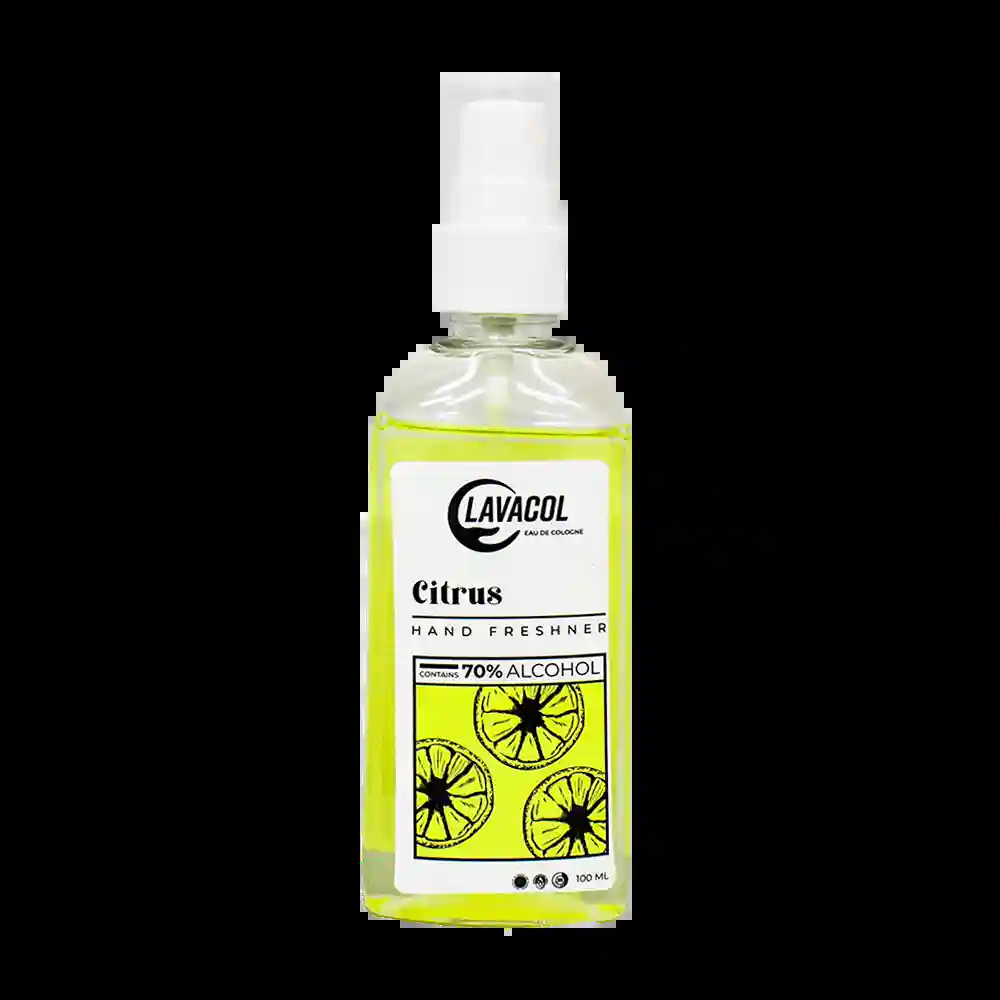 LAVACOL
EAU DE COLOGNE
Citrus
HAND FRESHNER
CONTAINS 70% ALCOHOL
100 ML